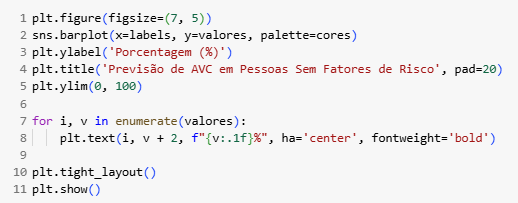 1 plt.figure(figsize=(7, 5))
2 sns.barplot(x=labels, y=valores, palette=cores)
3 plt.ylabel('Porcentagem (%)')
4 plt.title('Previsão de AVC em Pessoas Sem Fatores de Risco', pad=20)
5 plt.ylim(0, 100)
6
7 for i, v in enumerate(valores):
8     plt.text(i, v + 2, f"{v:.1f}%", ha='center', fontweight='bold')
9
10 plt.tight_layout()
11 plt.show()